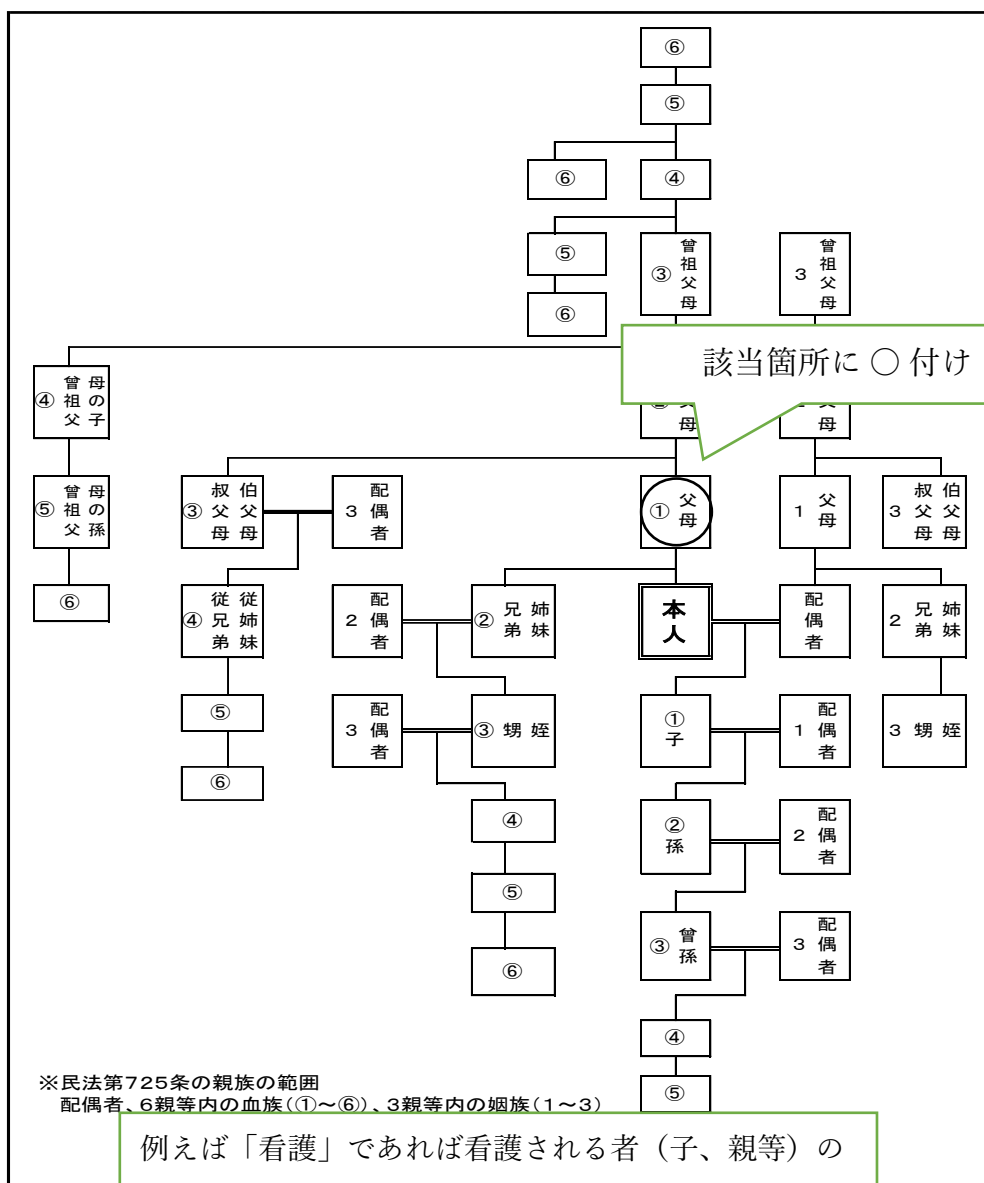 ⑥
⑤
⑥ ④
⑤ ③曾祖父母 3曾祖父母
⑥
該当箇所に 〇 付け
④曾祖父母の子 父母 父母
⑤曾祖父母の孫 ③叔父母 伯父母 3配偶者 ①父母 1父母 3叔父母 伯父母
⑥ ④従兄弟 従姉妹 2配偶者 ②兄弟 姉妹 本人 配偶者 2兄弟 姉妹
⑤ 3配偶者 ③甥姪 ①子 1配偶者 3甥姪
⑥
④ ②孫 2配偶者
⑤ ③曾孫 3配偶者
⑥
④
⑤
※民法第725条の親族の範囲
配偶者、6親等内の血族(①~⑥)、3親等内の姻族(1~3)
例えば「看護」であれば看護される者(子、親等)の